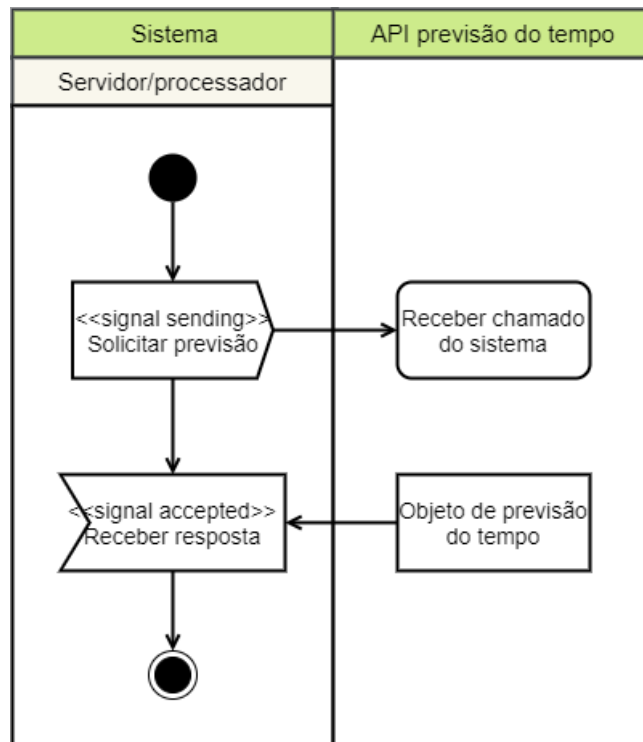 Sistema
API previsão do tempo
Servidor/processador
<<signal sending>>
Solicitar previsão
Receber chamado
do sistema
<<signal accepted>>
Receber resposta
Objeto de previsão
do tempo